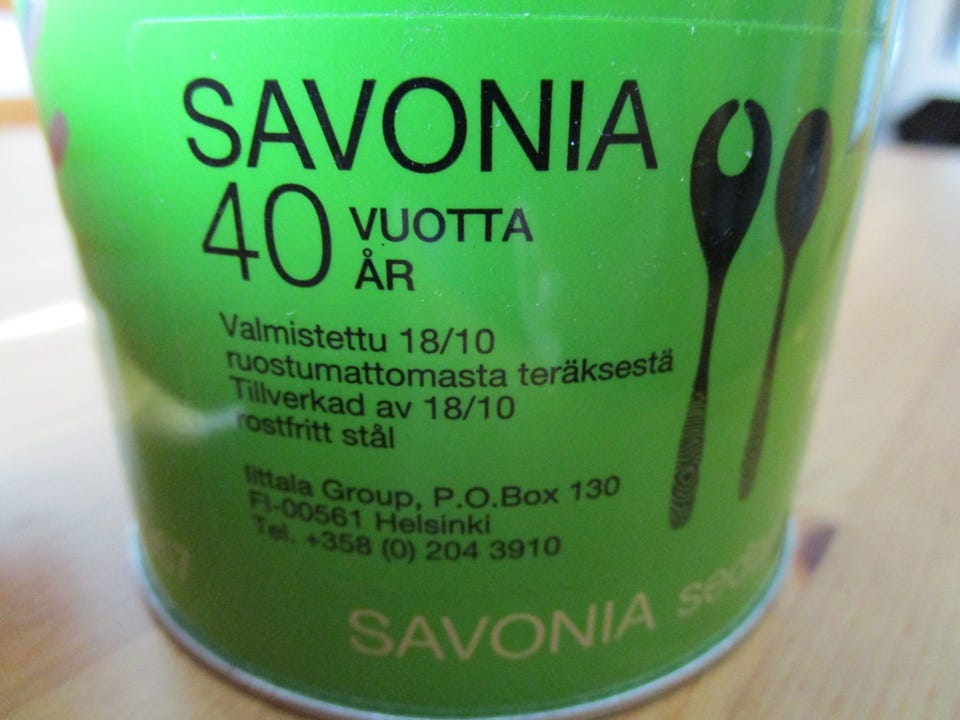 SAVONIA
40 VUOTTA
ÅR
Valmistettu 18/10
ruostumattomasta teräksestä
Tillverkad av 18/10
rostfritt stål
Iittala Group, P.O.Box 130
FI-00561 Helsinki
Tel. +358 (0) 204 3910
SAVONIA